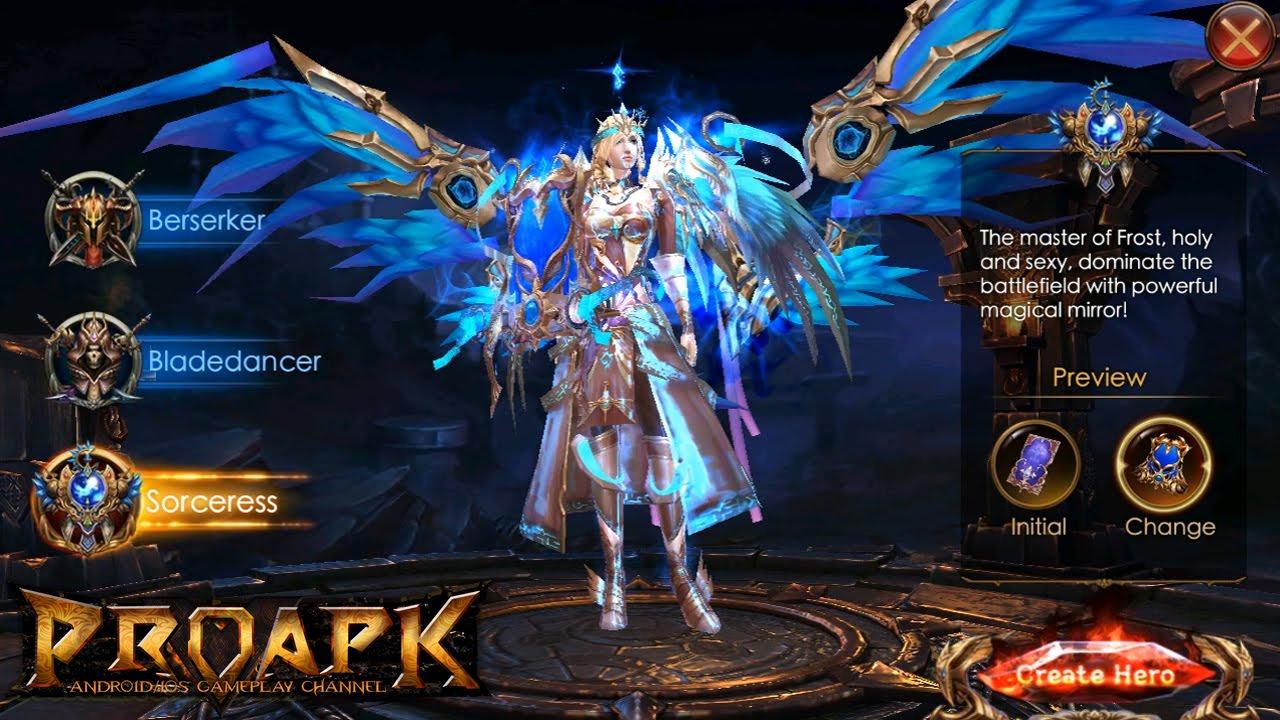 Berserker
Bladedancer
Sorceress
The master of Frost, holy
and sexy, dominate the
battlefield with powerful
magical mirror!
Preview
Initial
Change
Create Hero
PROAPK
ANDROID/IOS GAMEPLAY CHANNEL